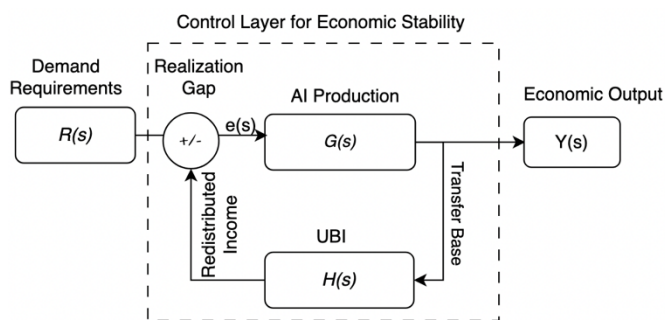 Control Layer for Economic Stability
Demand
Requirements
R(s)
Realization
Gap
+/-
e(s)
AI Production
G(s)
Economic Output
Y(s)
Transfer Base
Redistributed
Income
UBI
H(s)